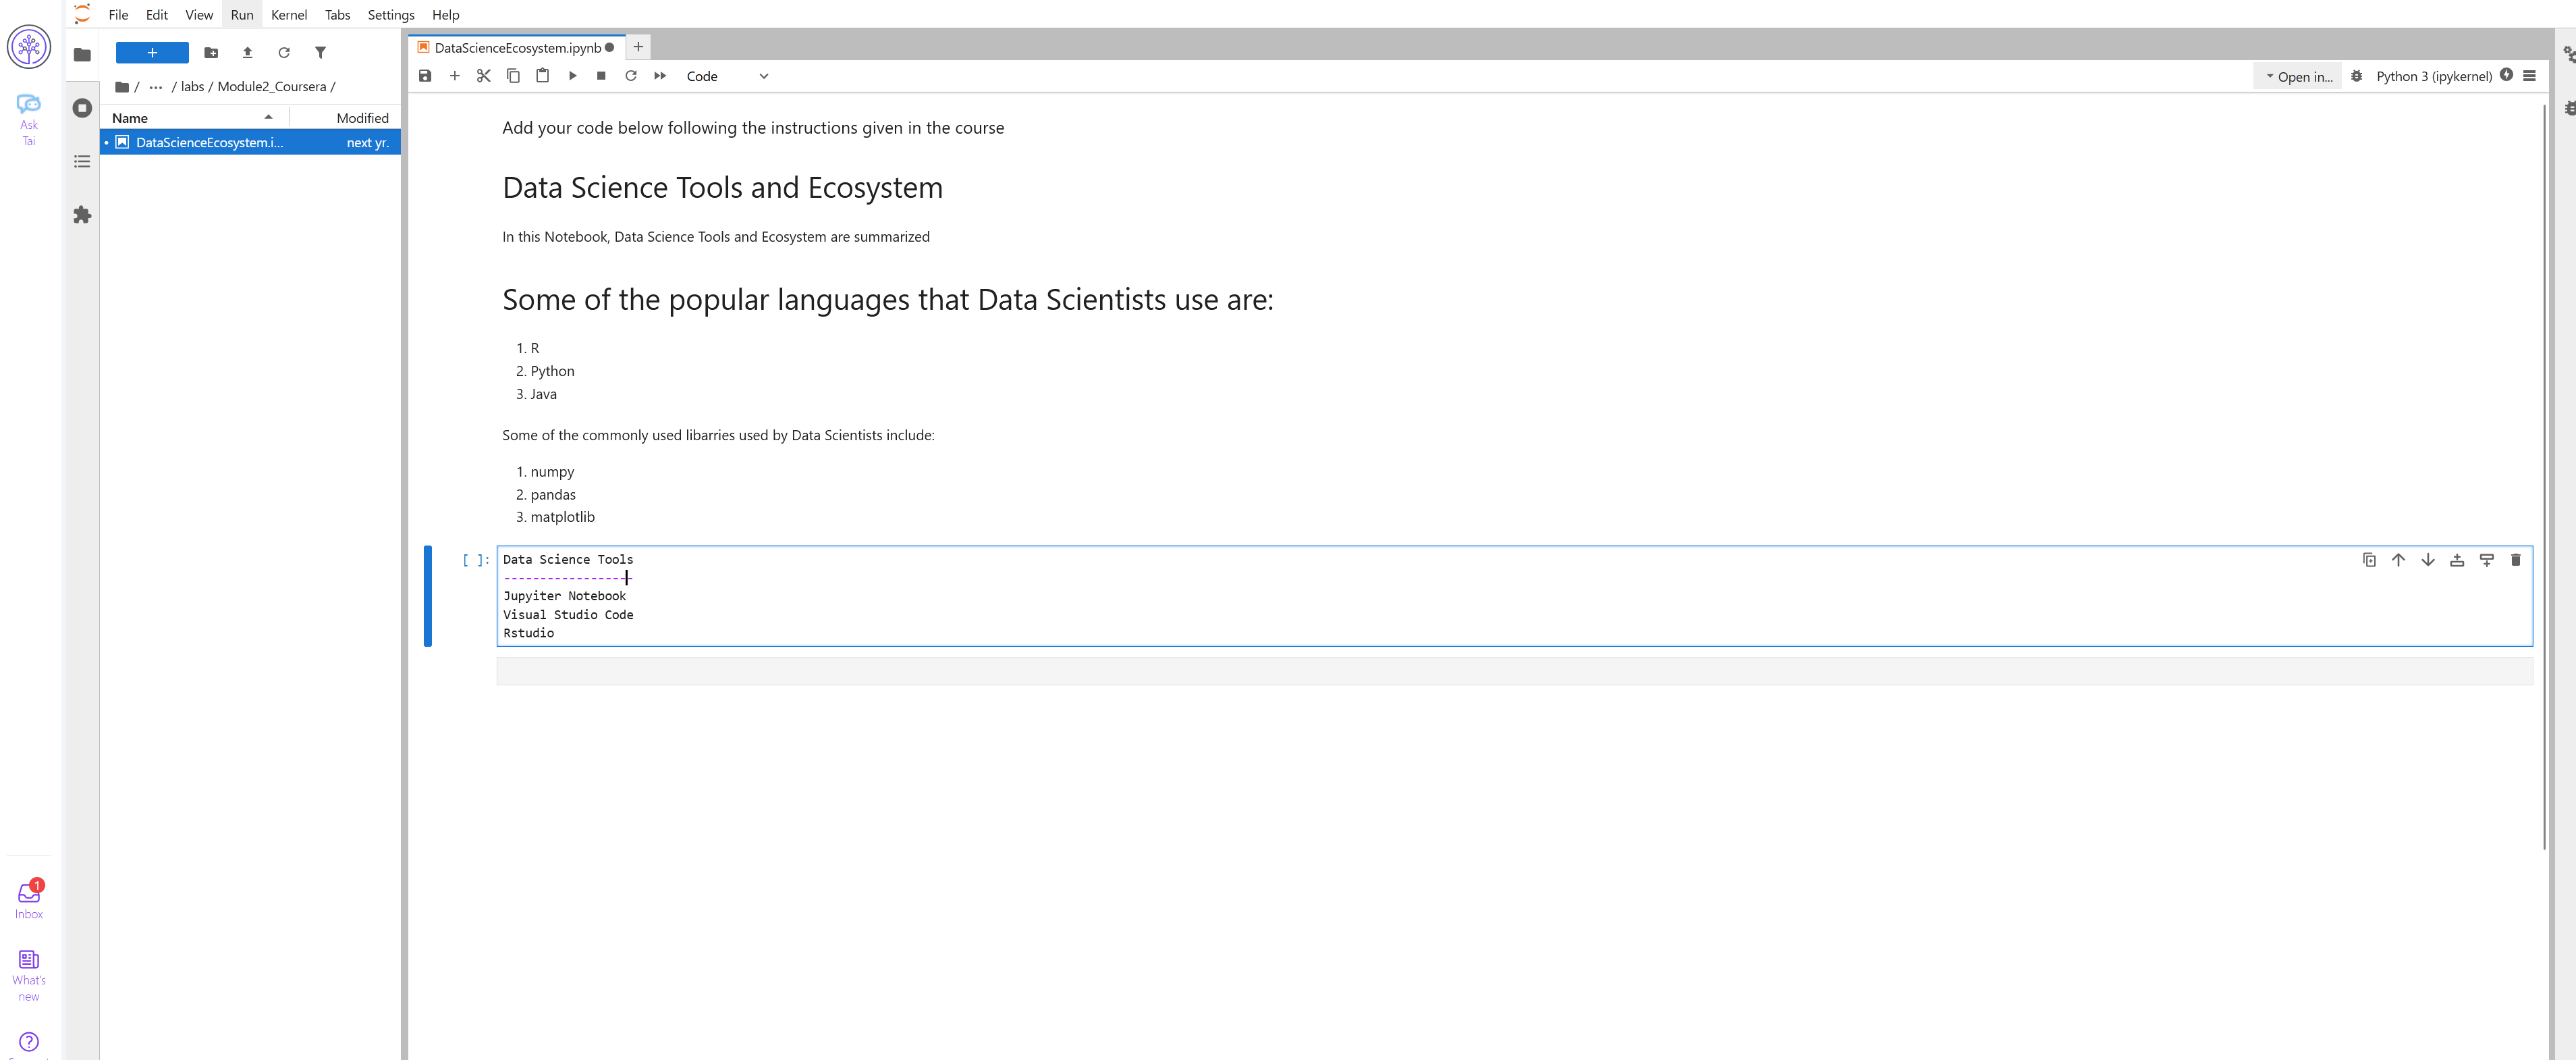 File Edit View Run Kernel Tabs Settings Help
Ask
Tai
DataScienceEcosystem.ipynb
Code
Open in...
Python 3 (ipykernel)
/ ... / labs / Module2_Coursera /
Name
Modified
DataScienceEcosystem.i...
next yr.
Add your code below following the instructions given in the course
Data Science Tools and Ecosystem
In this Notebook, Data Science Tools and Ecosystem are summarized
Some of the popular languages that Data Scientists use are:
1. R
2. Python
3. Java
Some of the commonly used libarries used by Data Scientists include:
1. numpy
2. pandas
3. matplotlib
[ ]:
Data Science Tools
------------------
Jupyiter Notebook
Visual Studio Code
Rstudio
1
Inbox
What's
new